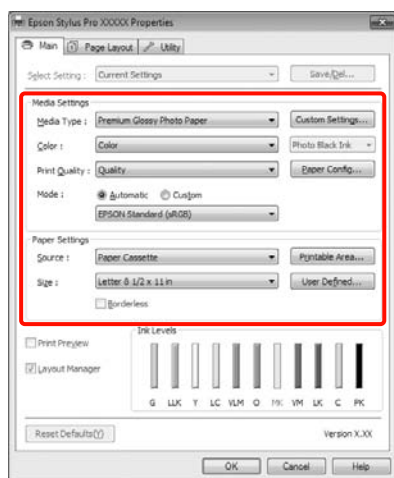 Epson Stylus Pro XXXXX Properties
Main Page Layout Utility
Select Setting : Current Settings Save/Del...
Media Settings
Media Type : Premium Glossy Photo Paper Custom Settings...
Color : Color Photo Black Ink
Print Quality : Quality Paper Config...
Mode : Automatic Custom
EPSON Standard (sRGB)
Paper Settings
Source : Paper Cassette Printable Area...
Size : Letter 8 1/2 x 11 in User Defined...
Borderless
Print Preview
Layout Manager
Ink Levels
G LLK Y LC VLM O MK VM LK C PK
Reset Defaults(Y) Version X.XX
OK Cancel Help